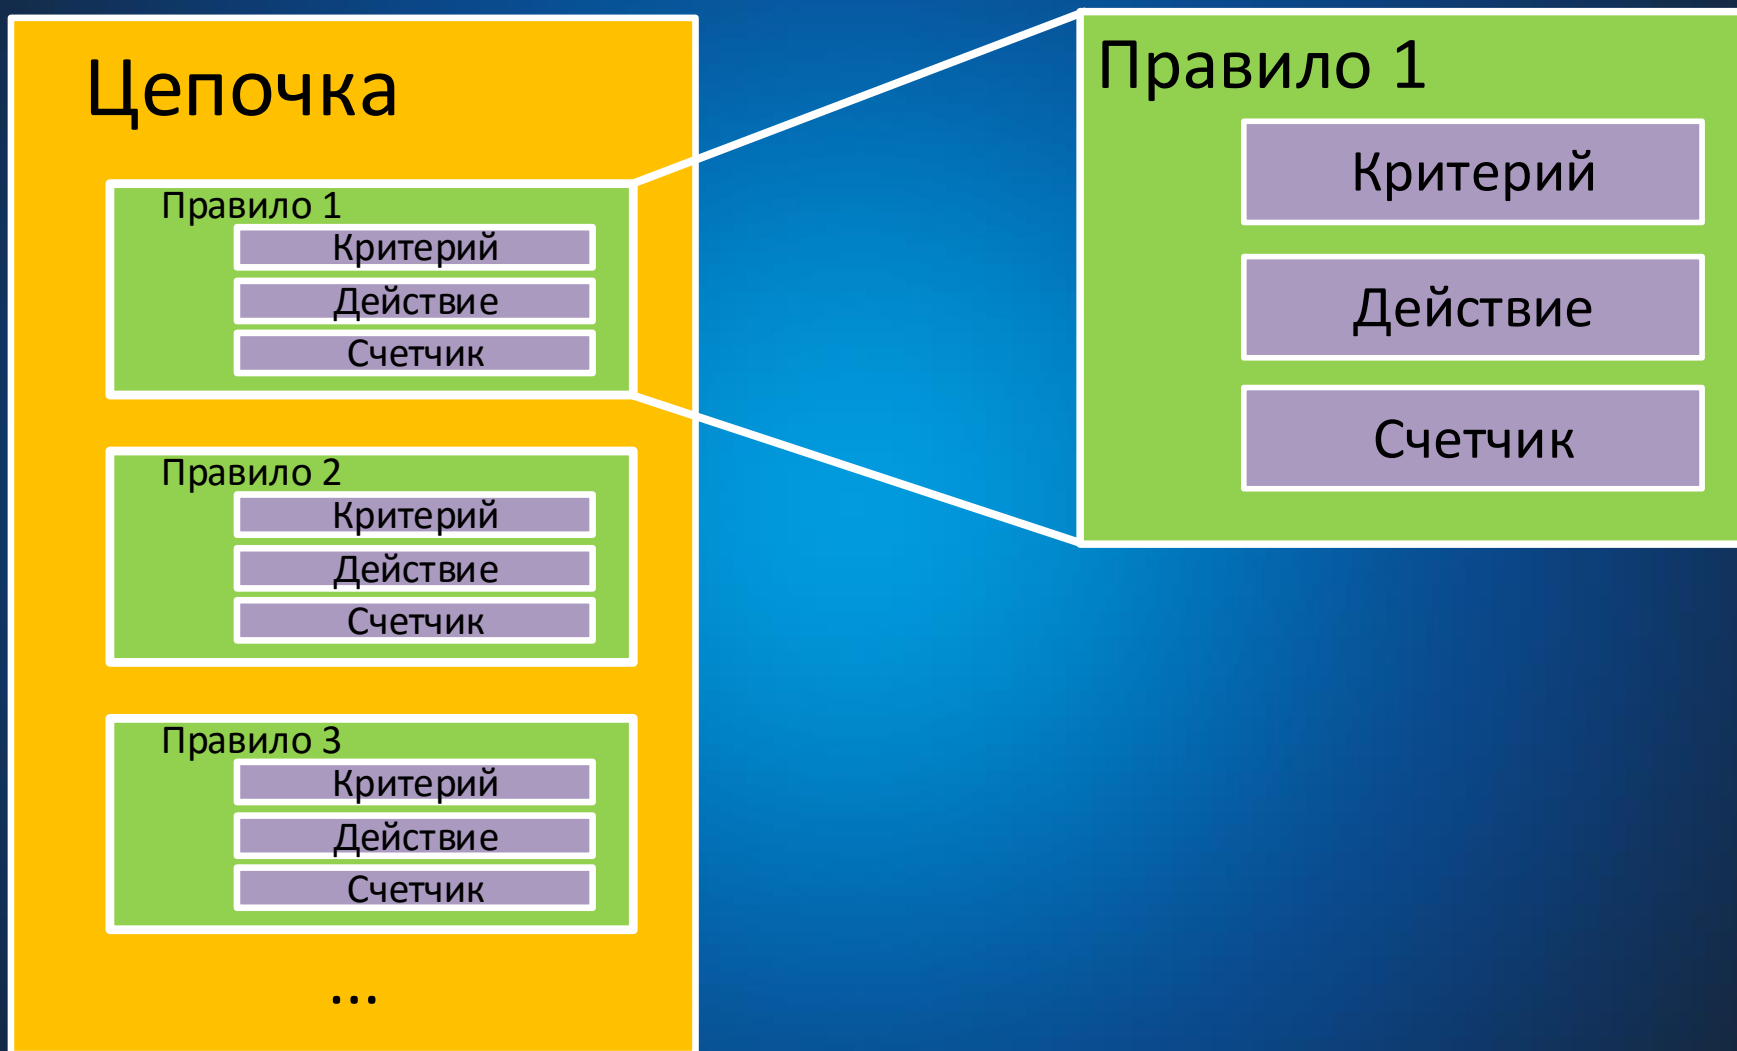 Цепочка
Правило 1
Критерий
Действие
Счетчик
Правило 2
Критерий
Действие
Счетчик
Правило 3
Критерий
Действие
Счетчик
...
Правило 1
Критерий
Действие
Счетчик